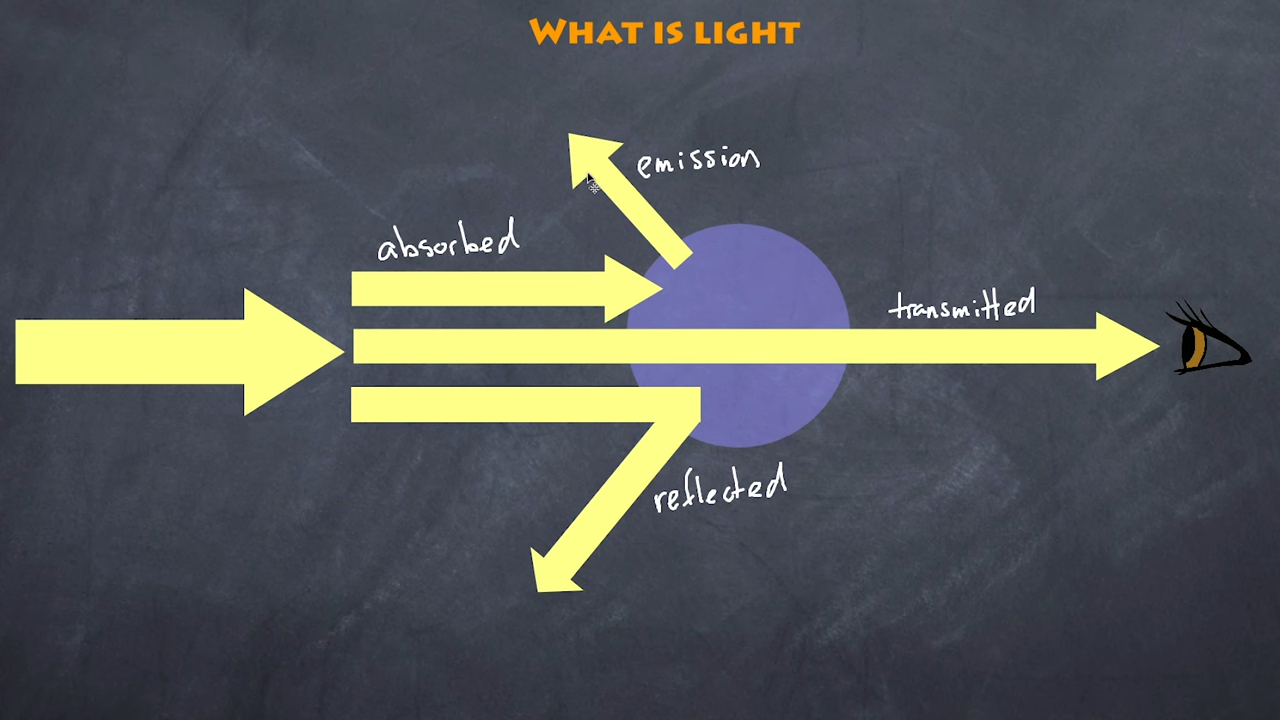 WHAT IS LIGHT
emission
absorbed
transmitted
reflected